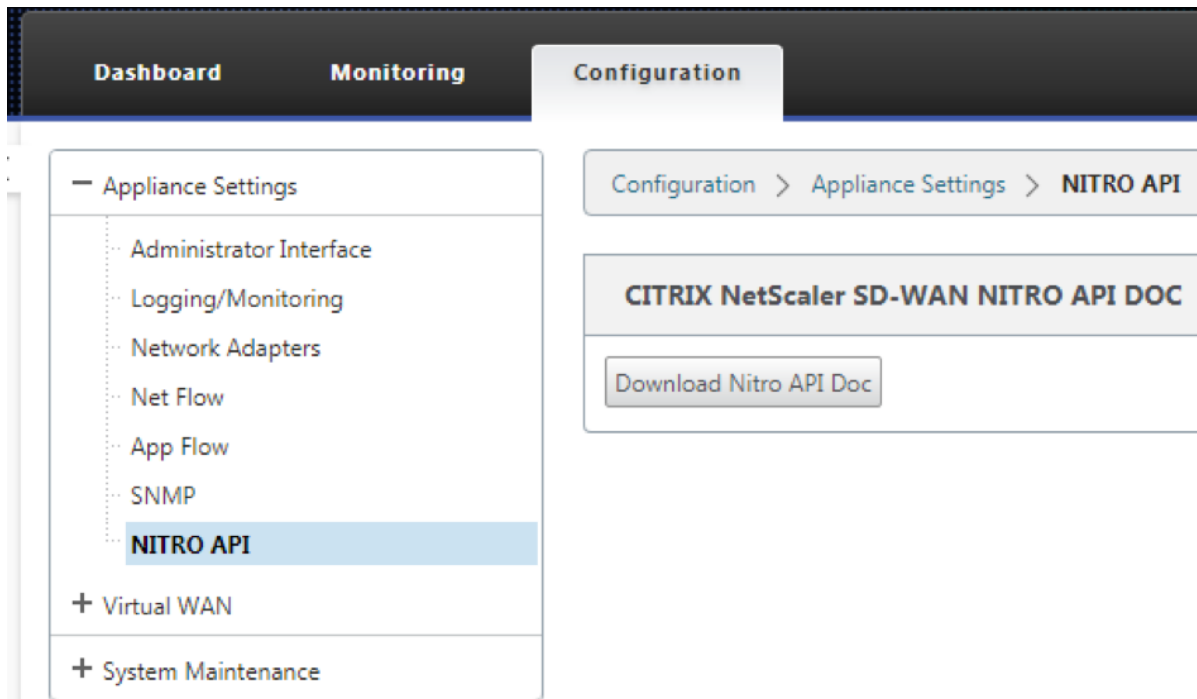 Dashboard Monitoring Configuration
Appliance Settings
Administrator Interface
Logging/Monitoring
Network Adapters
Net Flow
App Flow
SNMP
NITRO API
Virtual WAN
System Maintenance
Configuration > Appliance Settings > NITRO API
CITRIX NetScaler SD-WAN NITRO API DOC
Download Nitro API Doc